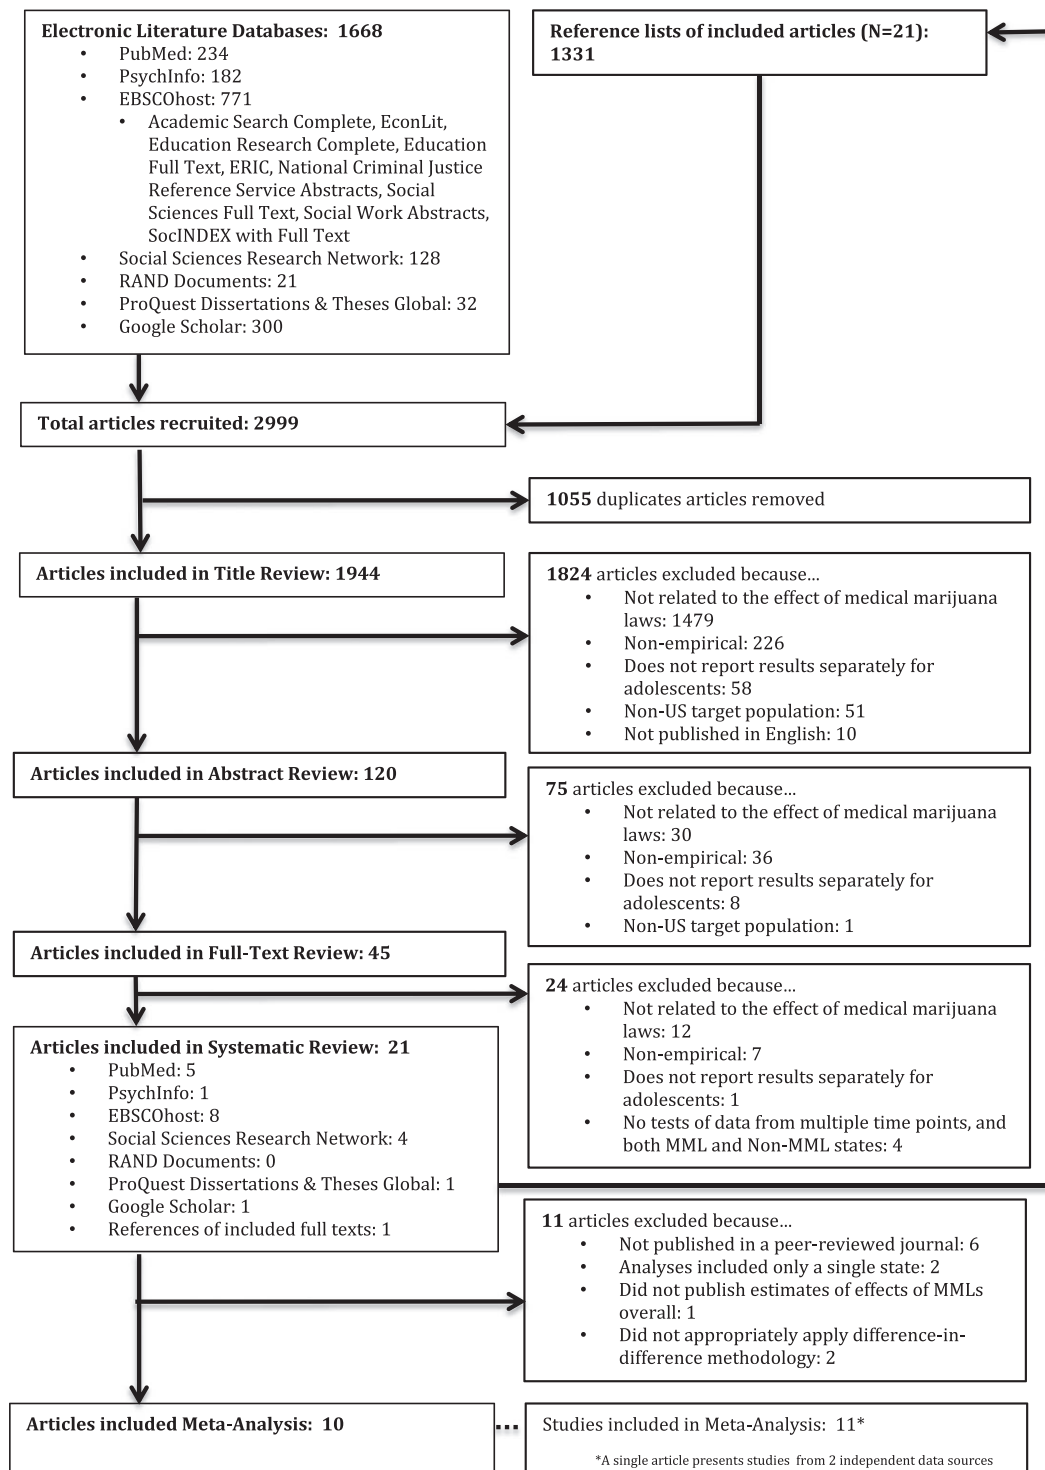 Electronic Literature Databases: 1668
• PubMed: 234
• PsychInfo: 182
• EBSCOhost: 771
• Academic Search Complete, EconLit,
Education Research Complete, Education
Full Text, ERIC, National Criminal Justice
Reference Service Abstracts, Social
Sciences Full Text, Social Work Abstracts,
SocINDEX with Full Text
• Social Sciences Research Network: 128
• RAND Documents: 21
• ProQuest Dissertations & Theses Global: 32
• Google Scholar: 300
Reference lists of included articles (N=21):
1331
Total articles recruited: 2999
1055 duplicates articles removed
Articles included in Title Review: 1944
1824 articles excluded because...
• Not related to the effect of medical marijuana
laws: 1479
• Non-empirical: 226
• Does not report results separately for
adolescents: 58
• Non-US target population: 51
• Not published in English: 10
Articles included in Abstract Review: 120
75 articles excluded because...
• Not related to the effect of medical marijuana
laws: 30
• Non-empirical: 36
• Does not report results separately for
adolescents: 8
• Non-US target population: 1
Articles included in Full-Text Review: 45
24 articles excluded because...
• Not related to the effect of medical marijuana
laws: 12
• Non-empirical: 7
• Does not report results separately for
adolescents: 1
• No tests of data from multiple time points, and
both MML and Non-MML states: 4
Articles included in Systematic Review: 21
• PubMed: 5
• PsychInfo: 1
• EBSCOhost: 8
• Social Sciences Research Network: 4
• RAND Documents: 0
• ProQuest Dissertations & Theses Global: 1
• Google Scholar: 1
• References of included full texts: 1
11 articles excluded because...
• Not published in a peer-reviewed journal: 6
• Analyses included only a single state: 2
• Did not publish estimates of effects of MMLs
overall: 1
• Did not appropriately apply difference-in-
difference methodology: 2
Articles included Meta-Analysis: 10
Studies included in Meta-Analysis: 11*
*A single article presents studies from 2 independent data sources